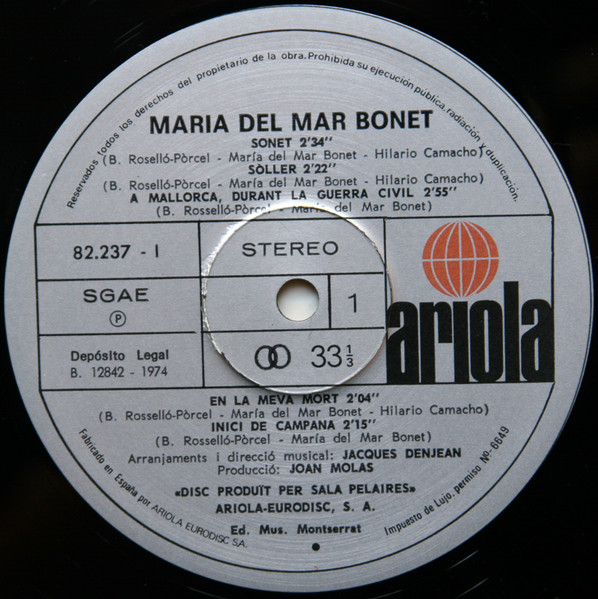 Reservados todos los derechos del propietario de la obra. Prohibida su ejecución pública, radiación y duplicación.
MARIA DEL MAR BONET
SONET 2'34"
(B. Roselló-Pòrcel - María del Mar Bonet - Hilario Camacho)
SÒLLER 2'22"
(B. Roselló-Pòrcel - María del Mar Bonet - Hilario Camacho)
A MALLORCA, DURANT LA GUERRA CIVIL 2'55"
(B. Rosselló-Pòrcel - María del Mar Bonet)
82.237 - I
STEREO
SGAE
Ⓟ
1
ariola
Depósito Legal
B. 12842 - 1974
33 1/3
EN LA MEVA MORT 2'04"
(B. Rosselló-Pòrcel - María del Mar Bonet - Hilario Camacho)
INICI DE CAMPANA 2'15"
(B. Rosselló-Pòrcel - María del Mar Bonet)
Arranjaments i direcció musical: JACQUES DENJEAN
Producció: JOAN MOLAS
«DISC PRODUÏT PER SALA PELAIRES»
ARIOLA-EURODISC, S. A.
Ed. Mus. Montserrat
Fabricado en España por ARIOLA EURODISC S.A.
Impuesto de Lujo, permiso Nº-6649